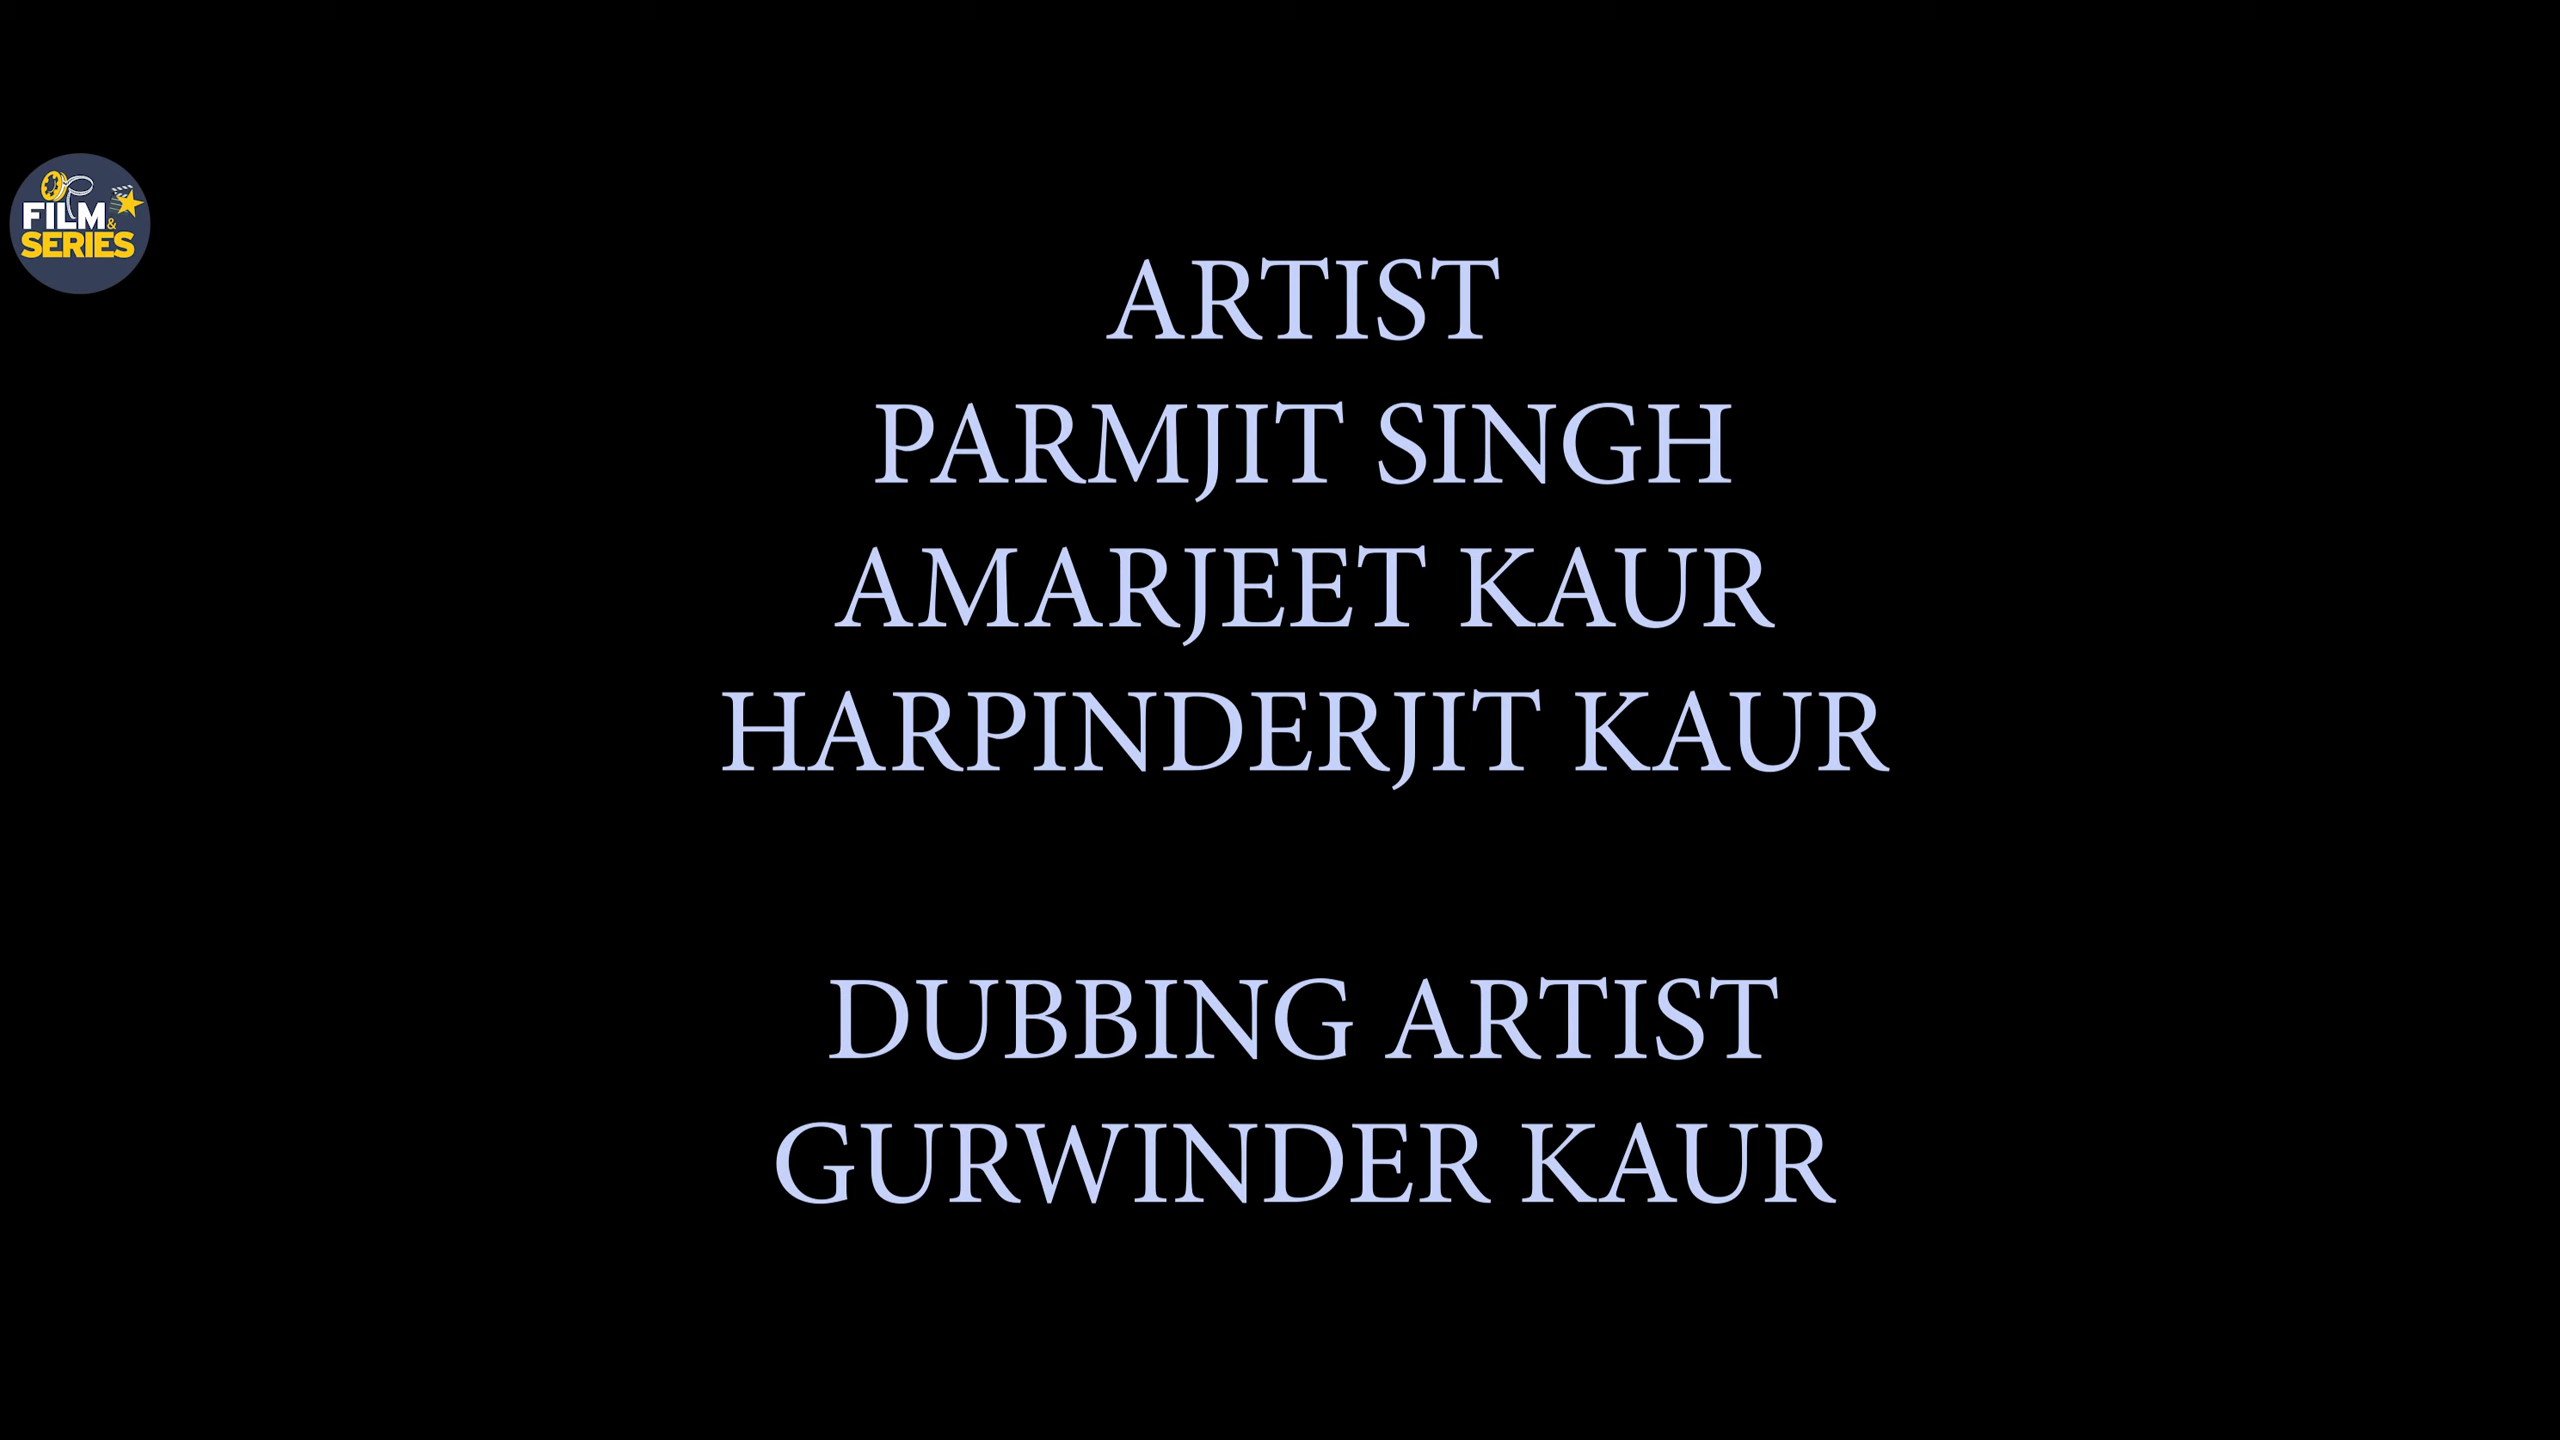 FILM &
SERIES
ARTIST
PARMJIT SINGH
AMARJEET KAUR
HARPINDERJIT KAUR
DUBBING ARTIST
GURWINDER KAUR